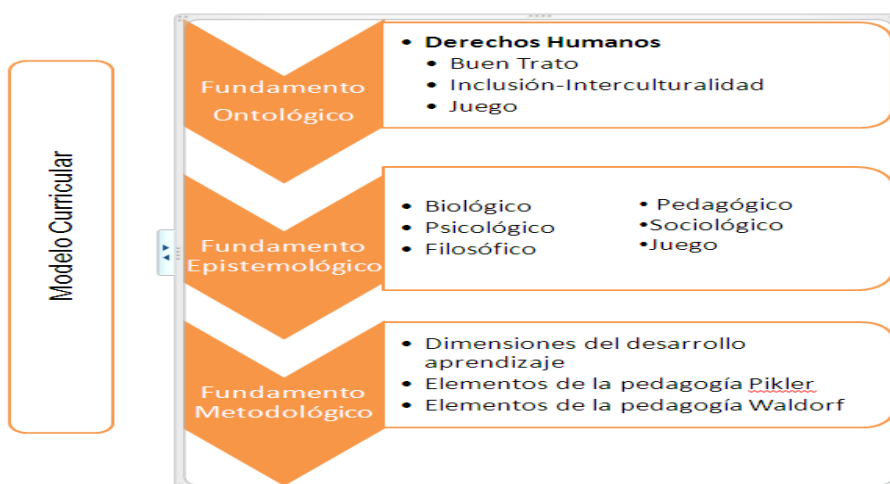 Modelo Curricular
Fundamento
Ontológico
• Derechos Humanos
• Buen Trato
• Inclusión-Interculturalidad
• Juego
Fundamento
Epistemológico
• Biológico
• Psicológico
• Filosófico
• Pedagógico
•Sociológico
•Juego
Fundamento
Metodológico
• Dimensiones del desarrollo
aprendizaje
• Elementos de la pedagogía Pikler
• Elementos de la pedagogía Waldorf